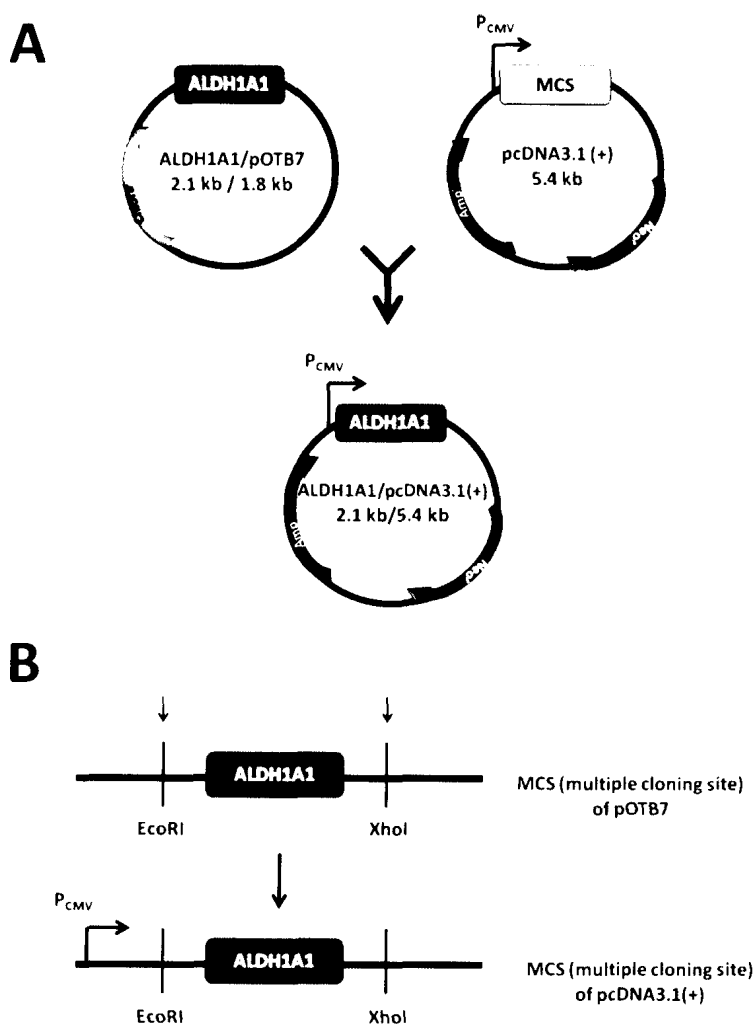 A
ALDH1A1
ALDH1A1/pOTB7
2.1 kb / 1.8 kb
PCMV
MCS
pcDNA3.1 (+)
5.4 kb
Amp
Neoʳ
PCMV
ALDH1A1
ALDH1A1/pcDNA3.1(+)
2.1 kb/5.4 kb
Amp
Neoʳ
B
ALDH1A1
EcoRI
XhoI
MCS (multiple cloning site)
of pOTB7
PCMV
ALDH1A1
EcoRI
XhoI
MCS (multiple cloning site)
of pcDNA3.1(+)